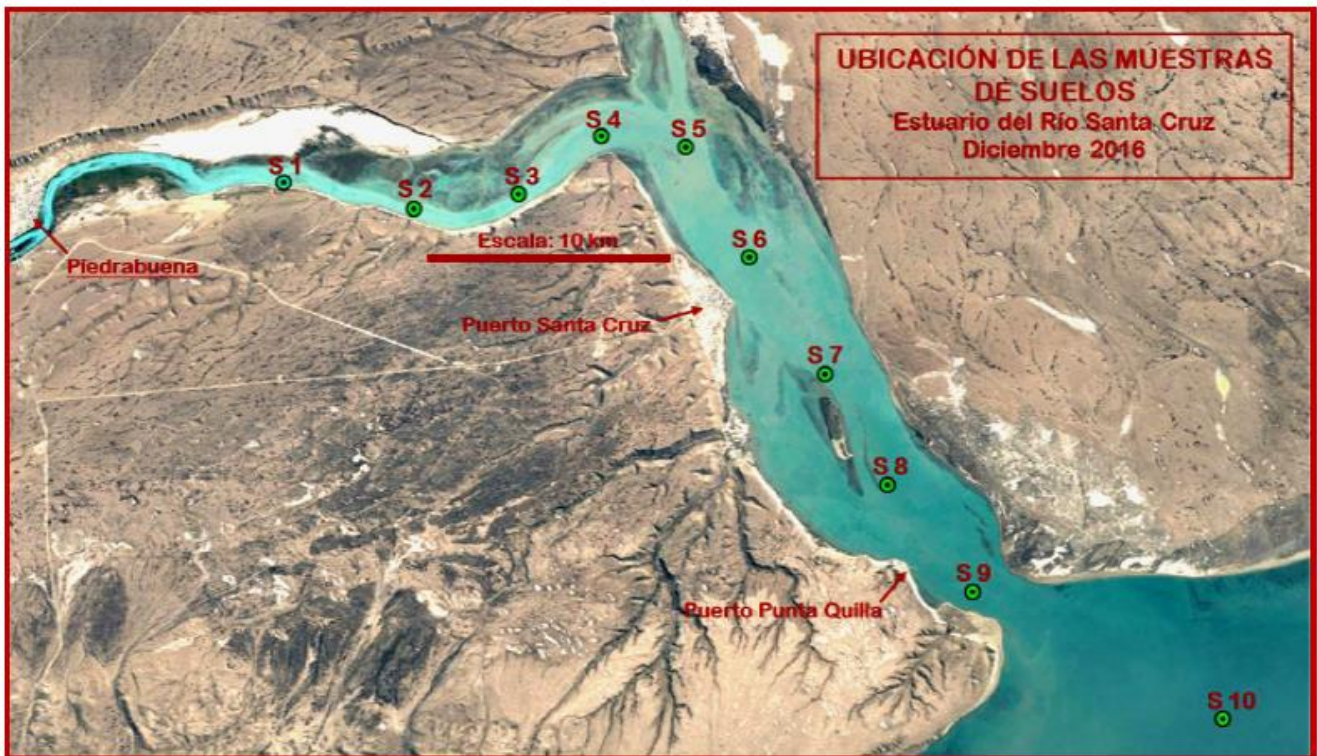 UBICACIÓN DE LAS MUESTRAS
DE SUELOS
Estuario del Río Santa Cruz
Diciembre 2016
S 1
S 2
S 3
S 4
S 5
S 6
S 7
S 8
S 9
S 10
Escala: 10 km
Piedrabuena
Puerto Santa Cruz
Puerto Punta Quilla